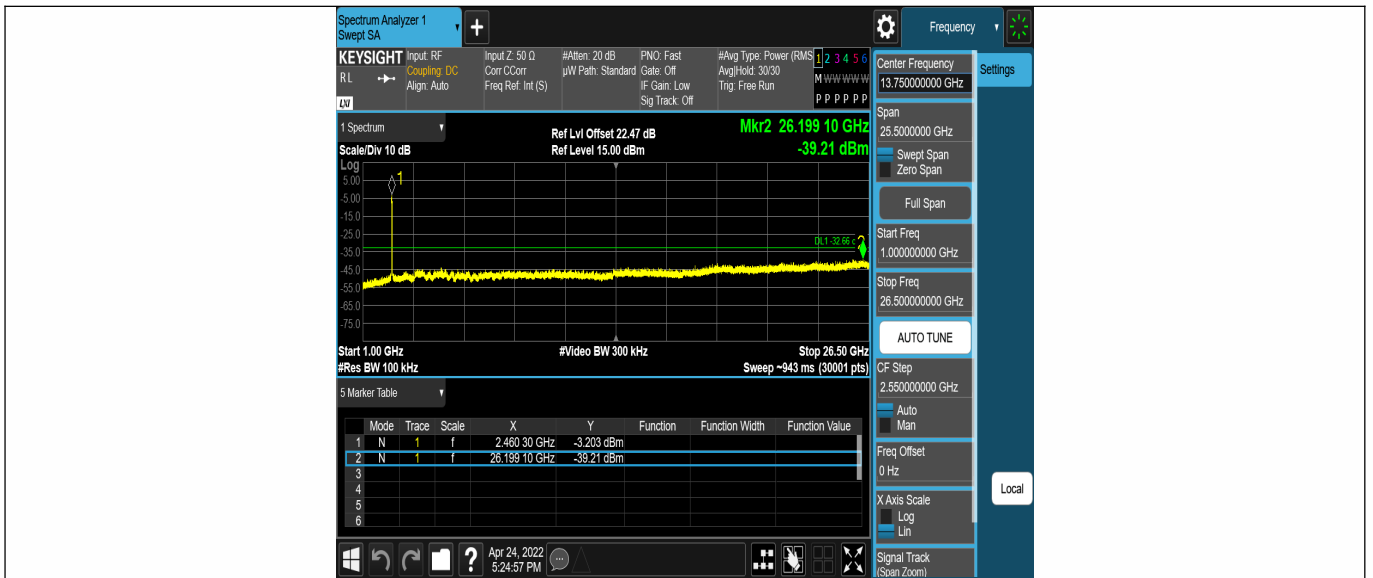 Spectrum Analyzer 1
Swept SA
+
Frequency
KEYSIGHT
RL
LXI
Input: RF
Coupling: DC
Align: Auto
Input Z: 50 Ω
Corr CCorr
Freq Ref: Int (S)
#Atten: 20 dB
µW Path: Standard
PNO: Fast
Gate: Off
IF Gain: Low
Sig Track: Off
#Avg Type: Power (RMS
Avg|Hold: 30/30
Trig: Free Run
1 2 3 4 5 6
M W W W W W
P P P P P P
1 Spectrum
Scale/Div 10 dB
Log
Ref Lvl Offset 22.47 dB
Ref Level 15.00 dBm
Mkr2 26.199 10 GHz
-39.21 dBm
5.00
-5.00
-15.0
-25.0
-35.0
-45.0
-55.0
-65.0
-75.0
1
DL1 -32.66 c
2
Start 1.00 GHz
#Res BW 100 kHz
#Video BW 300 kHz
Stop 26.50 GHz
Sweep ~943 ms (30001 pts)
5 Marker Table
Mode Trace Scale X Y Function Function Width Function Value
1 N 1 f 2.460 30 GHz -3.203 dBm
2 N 1 f 26.199 10 GHz -39.21 dBm
3
4
5
6
?
Apr 24, 2022
5:24:57 PM
Center Frequency
13.750000000 GHz
Settings
Span
25.5000000 GHz
Swept Span
Zero Span
Full Span
Start Freq
1.000000000 GHz
Stop Freq
26.500000000 GHz
AUTO TUNE
CF Step
2.550000000 GHz
Auto
Man
Freq Offset
0 Hz
X Axis Scale
Log
Lin
Signal Track
(Span Zoom)
Local